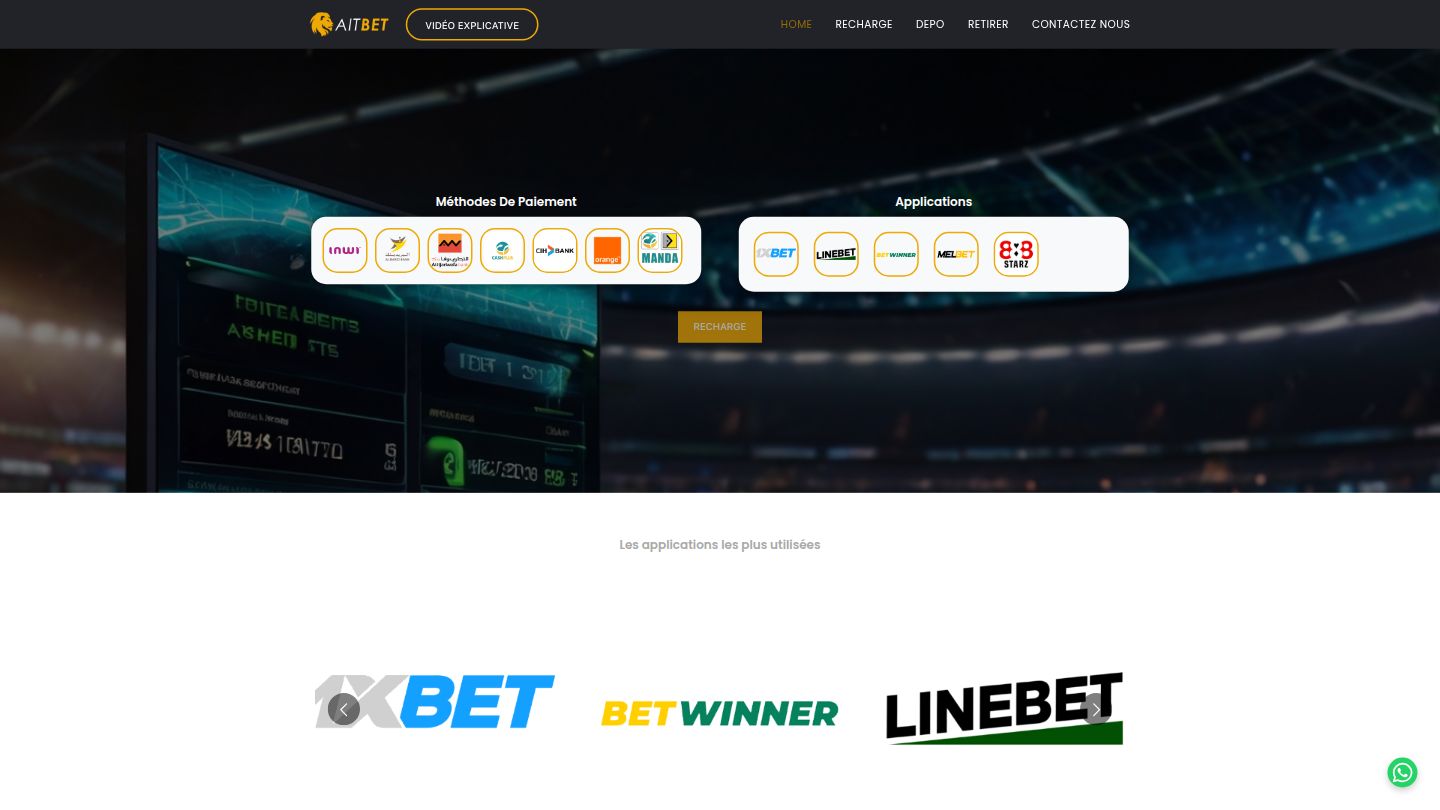 AITBET
VIDÉO EXPLICATIVE
HOME
RECHARGE
DEPO
RETIRER
CONTACTEZ NOUS
Méthodes De Paiement
Applications
inwi
CASHPLUS
CIH BANK
orange
MANDA
1XBET
LINEBET
BETWINNER
MELBET
888
STARZ
RECHARGE
Les applications les plus utilisées
1XBET
BETWINNER
LINEBET